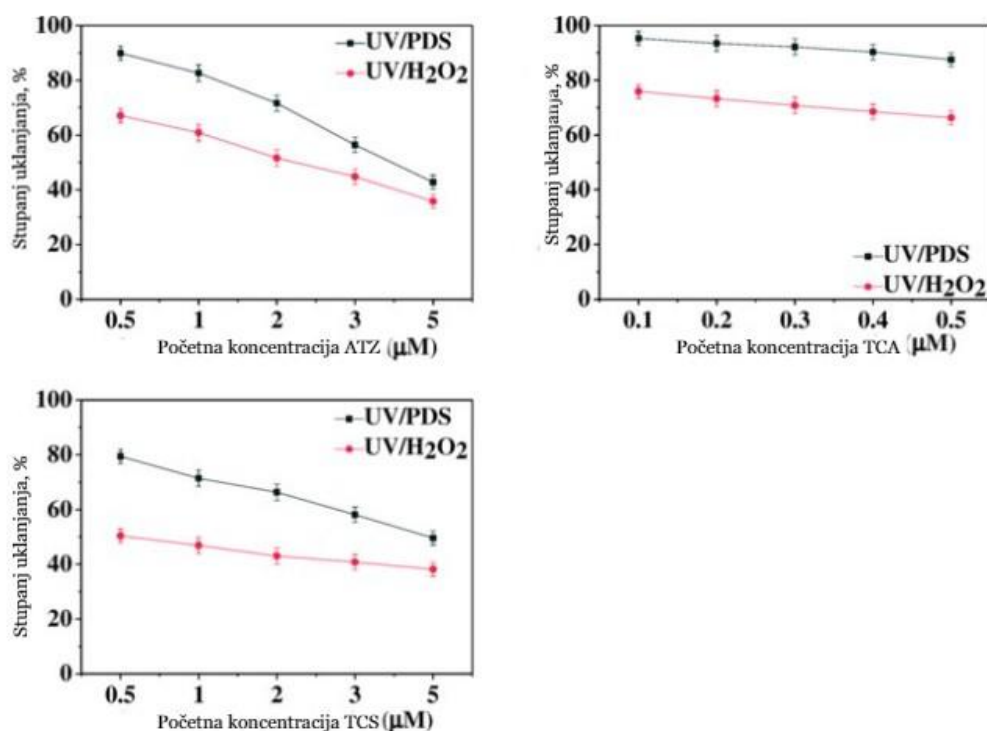 Stupanj uklanjanja, %
100
80
60
40
20
0
UV/PDS
UV/H2O2
0.5 1 2 3 5
Početna koncentracija ATZ (µM)
Stupanj uklanjanja, %
100
80
60
40
20
0
UV/PDS
UV/H2O2
0.1 0.2 0.3 0.4 0.5
Početna koncentracija TCA (µM)
Stupanj uklanjanja, %
100
80
60
40
20
0
UV/PDS
UV/H2O2
0.5 1 2 3 5
Početna koncentracija TCS (µM)